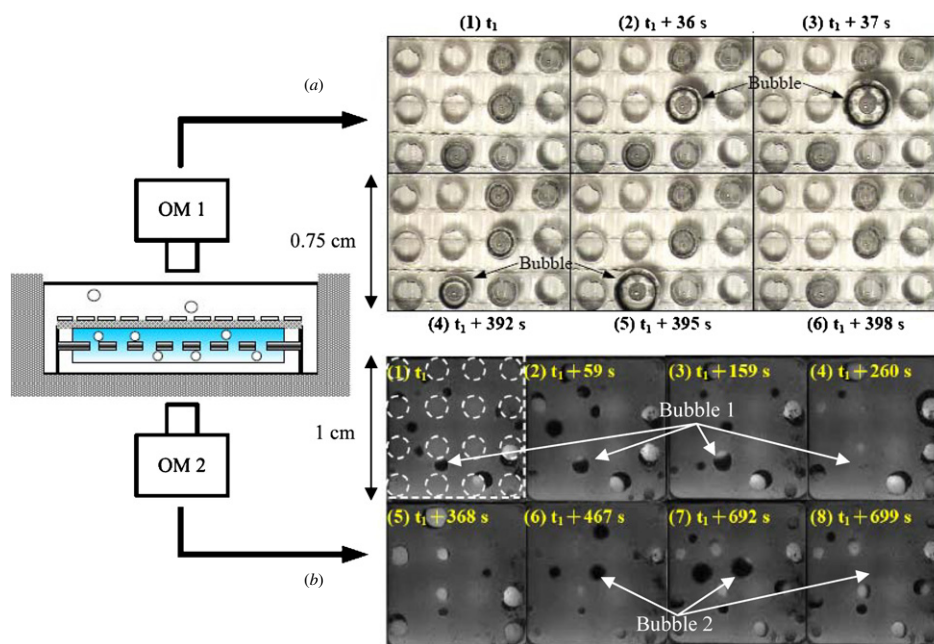 (1) t₁ (2) t₁ + 36 s (3) t₁ + 37 s
(a)
Bubble
OM 1
0.75 cm
Bubble
(4) t₁ + 392 s (5) t₁ + 395 s (6) t₁ + 398 s
(1) t₁ (2) t₁ + 59 s (3) t₁ + 159 s (4) t₁ + 260 s
Bubble 1
1 cm
OM 2
(5) t₁ + 368 s (6) t₁ + 467 s (7) t₁ + 692 s (8) t₁ + 699 s
(b)
Bubble 2